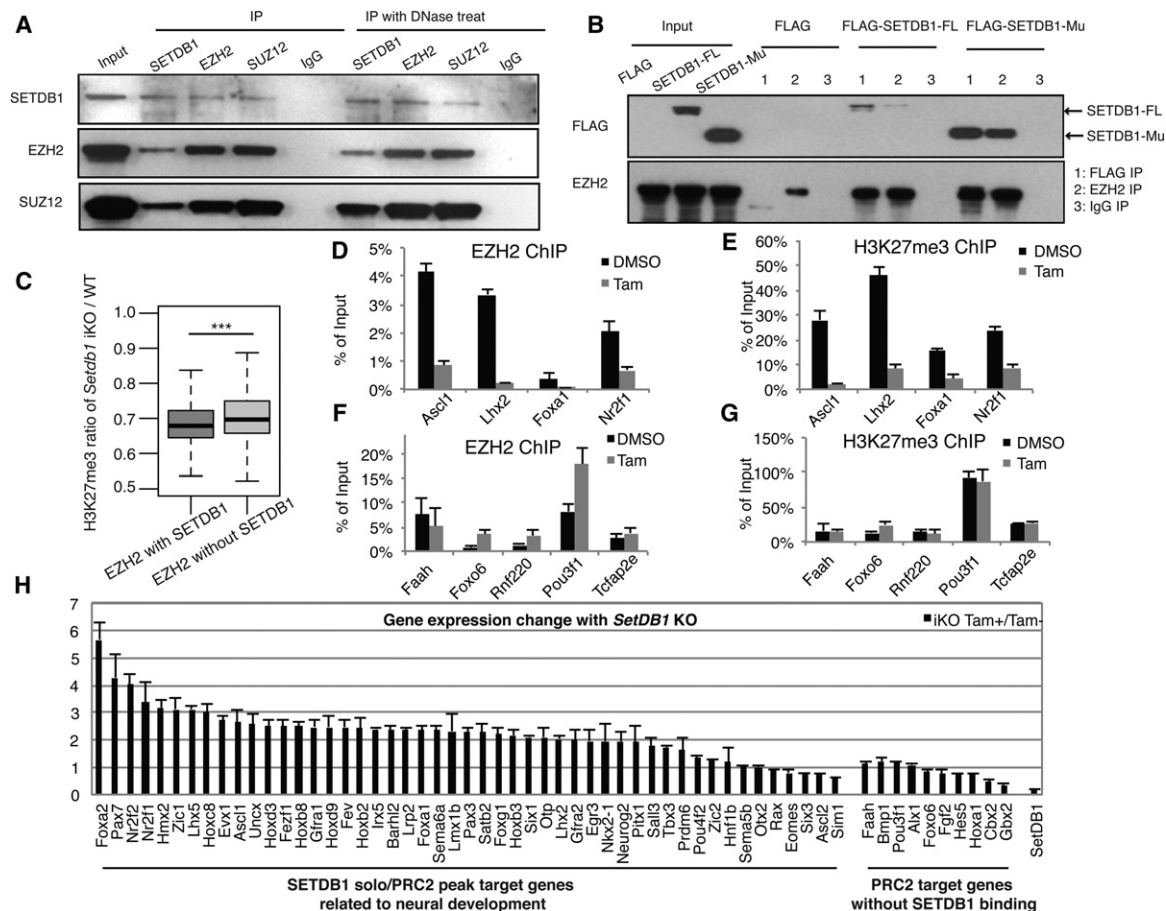 A
IP
IP with DNase treat
Input
SETDB1
EZH2
SUZ12
IgG
SETDB1
EZH2
SUZ12
IgG
SETDB1
EZH2
SUZ12
B
Input
FLAG
FLAG-SETDB1-FL
FLAG-SETDB1-Mu
FLAG
SETDB1-FL
SETDB1-Mu
1 2 3
1 2 3
1 2 3
FLAG
←SETDB1-FL
←SETDB1-Mu
EZH2
1: FLAG IP
2: EZH2 IP
3: IgG IP
C
H3K27me3 ratio of Setdb1 iKO / WT
1.0
0.9
0.8
0.7
0.6
0.5
***
EZH2 with SETDB1
EZH2 without SETDB1
D
EZH2 ChIP
DMSO
Tam
% of Input
5%
4%
3%
2%
1%
0%
Ascl1
Lhx2
Foxa1
Nr2f1
E
H3K27me3 ChIP
DMSO
Tam
% of Input
60%
50%
40%
30%
20%
10%
0%
Ascl1
Lhx2
Foxa1
Nr2f1
F
EZH2 ChIP
DMSO
Tam
% of Input
20%
15%
10%
5%
0%
Faah
Foxo6
Rnf220
Pou3f1
Tcfap2e
G
H3K27me3 ChIP
DMSO
Tam
% of Input
150%
100%
50%
0%
Faah
Foxo6
Rnf220
Pou3f1
Tcfap2e
H
Gene expression change with SetDB1 KO
iKO Tam+/Tam-
7
6
5
4
3
2
1
0
Foxa2
Pax7
Nr2f2
Nr2f1
Hmx2
Zic1
Lhx5
Hoxc8
Evx1
Ascl1
Uncx
Hoxd3
Fezf1
Hoxb8
Gfra1
Hoxd9
Fev
Hoxb2
Irx5
Barhl2
Lrp2
Foxa1
Sema6a
Lmx1b
Pax3
Satb2
Foxg1
Hoxb3
Six1
Otp
Lhx2
Gfra2
Egr3
Nkx2-1
Neurog2
Pitx1
Sall3
Tbx3
Prdm6
Pou4f2
Zic2
Hnf1b
Sema5b
Otx2
Rax
Eomes
Six3
Ascl2
Sim1
Faah
Bmp1
Pou3f1
Alx1
Foxo6
Fgf2
Hes5
Hoxa1
Cbx2
Gbx2
SetDB1
SETDB1 solo/PRC2 peak target genes
related to neural development
PRC2 target genes
without SETDB1 binding